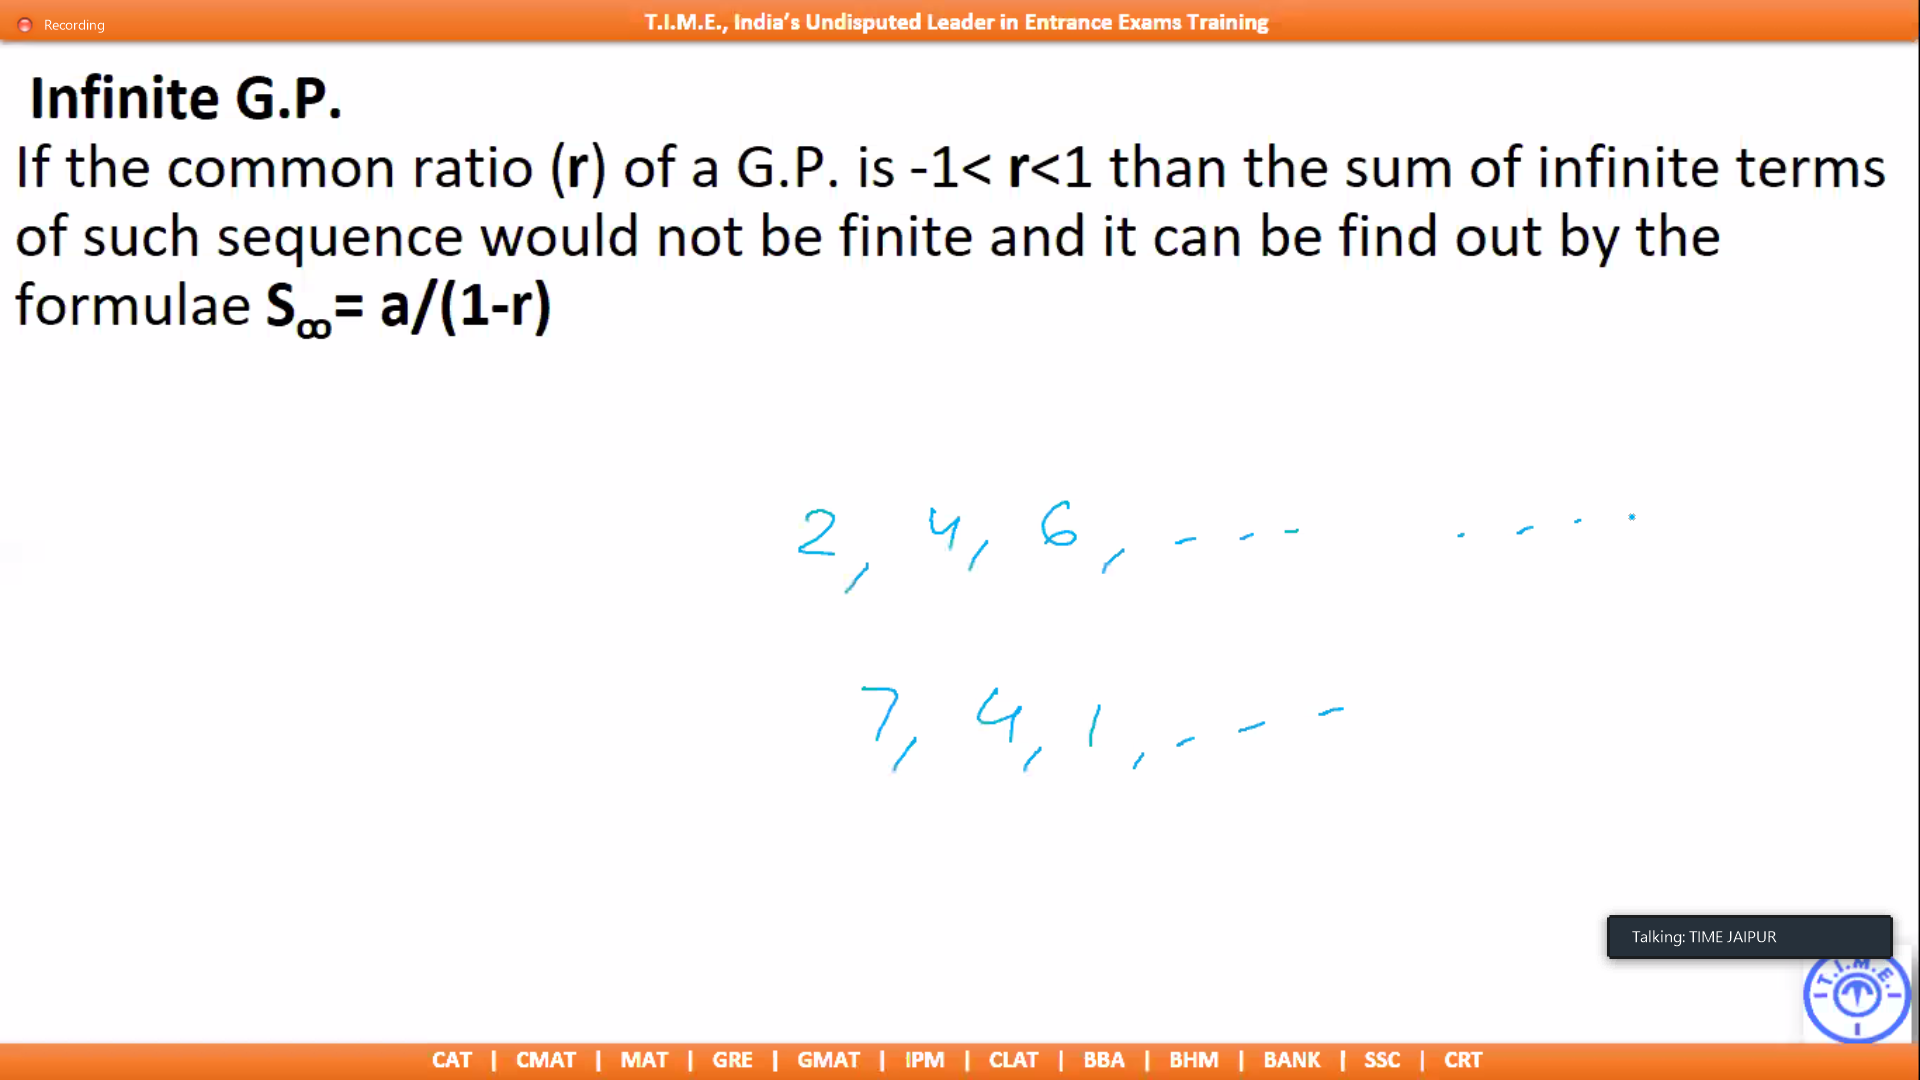 Recording
T.I.M.E., India’s Undisputed Leader in Entrance Exams Training
Infinite G.P.
If the common ratio (r) of a G.P. is -1< r<1 than the sum of infinite terms
of such sequence would not be finite and it can be find out by the
formulae S∞= a/(1-r)
2, 4, 6, - - - . - - .
7, 4, 1, - - -
Talking: TIME JAIPUR
T.I.M.E.
CAT | CMAT | MAT | GRE | GMAT | IPM | CLAT | BBA | BHM | BANK | SSC | CRT